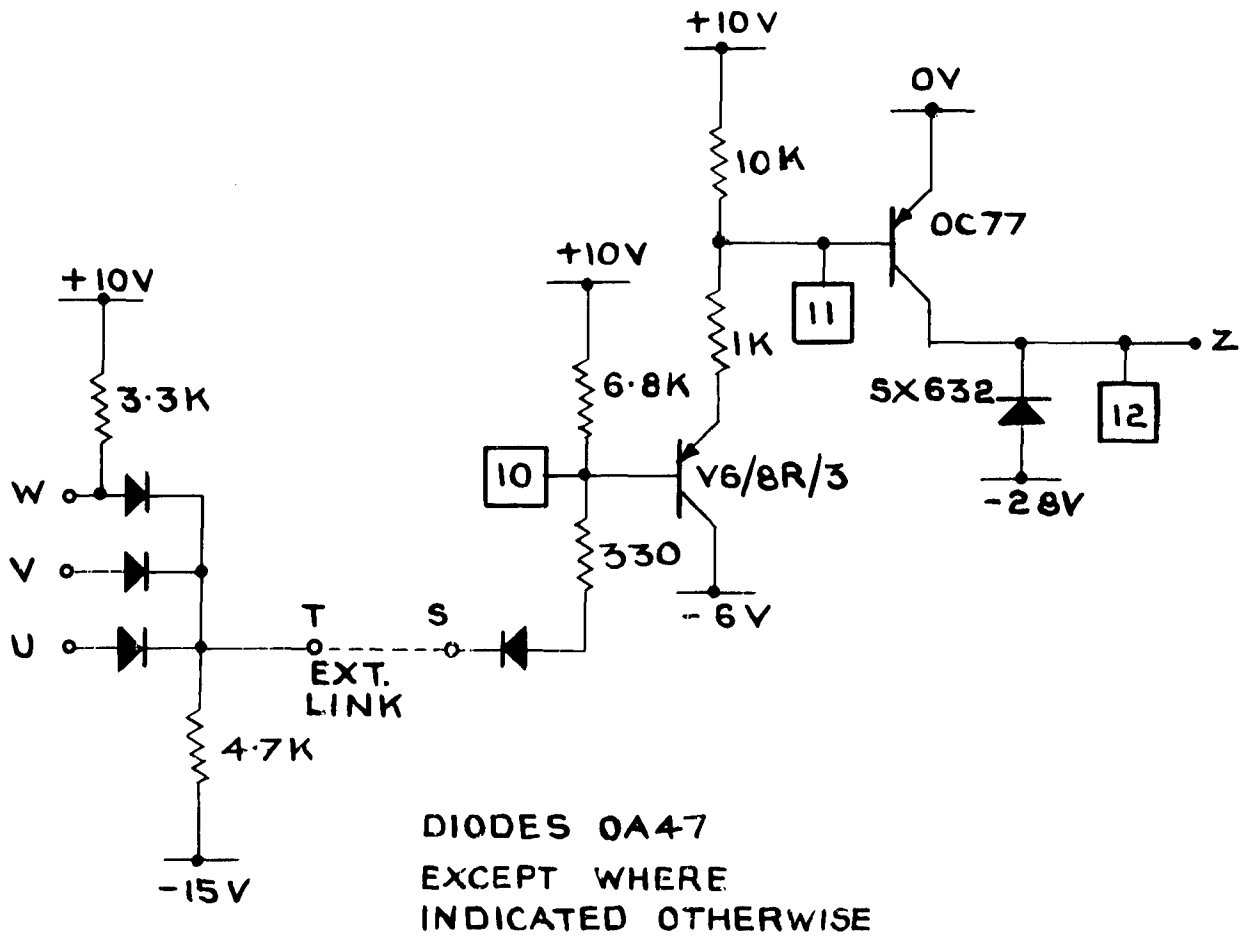 +10V
0V
10K
OC77
+10V
+10V
11
1K
Z
3.3K
6.8K
SX632
12
W
10
V6/8R/3
-28V
V
330
U
T
S
-6V
EXT.
LINK
4.7K
DIODES OA47
-15V
EXCEPT WHERE
INDICATED OTHERWISE